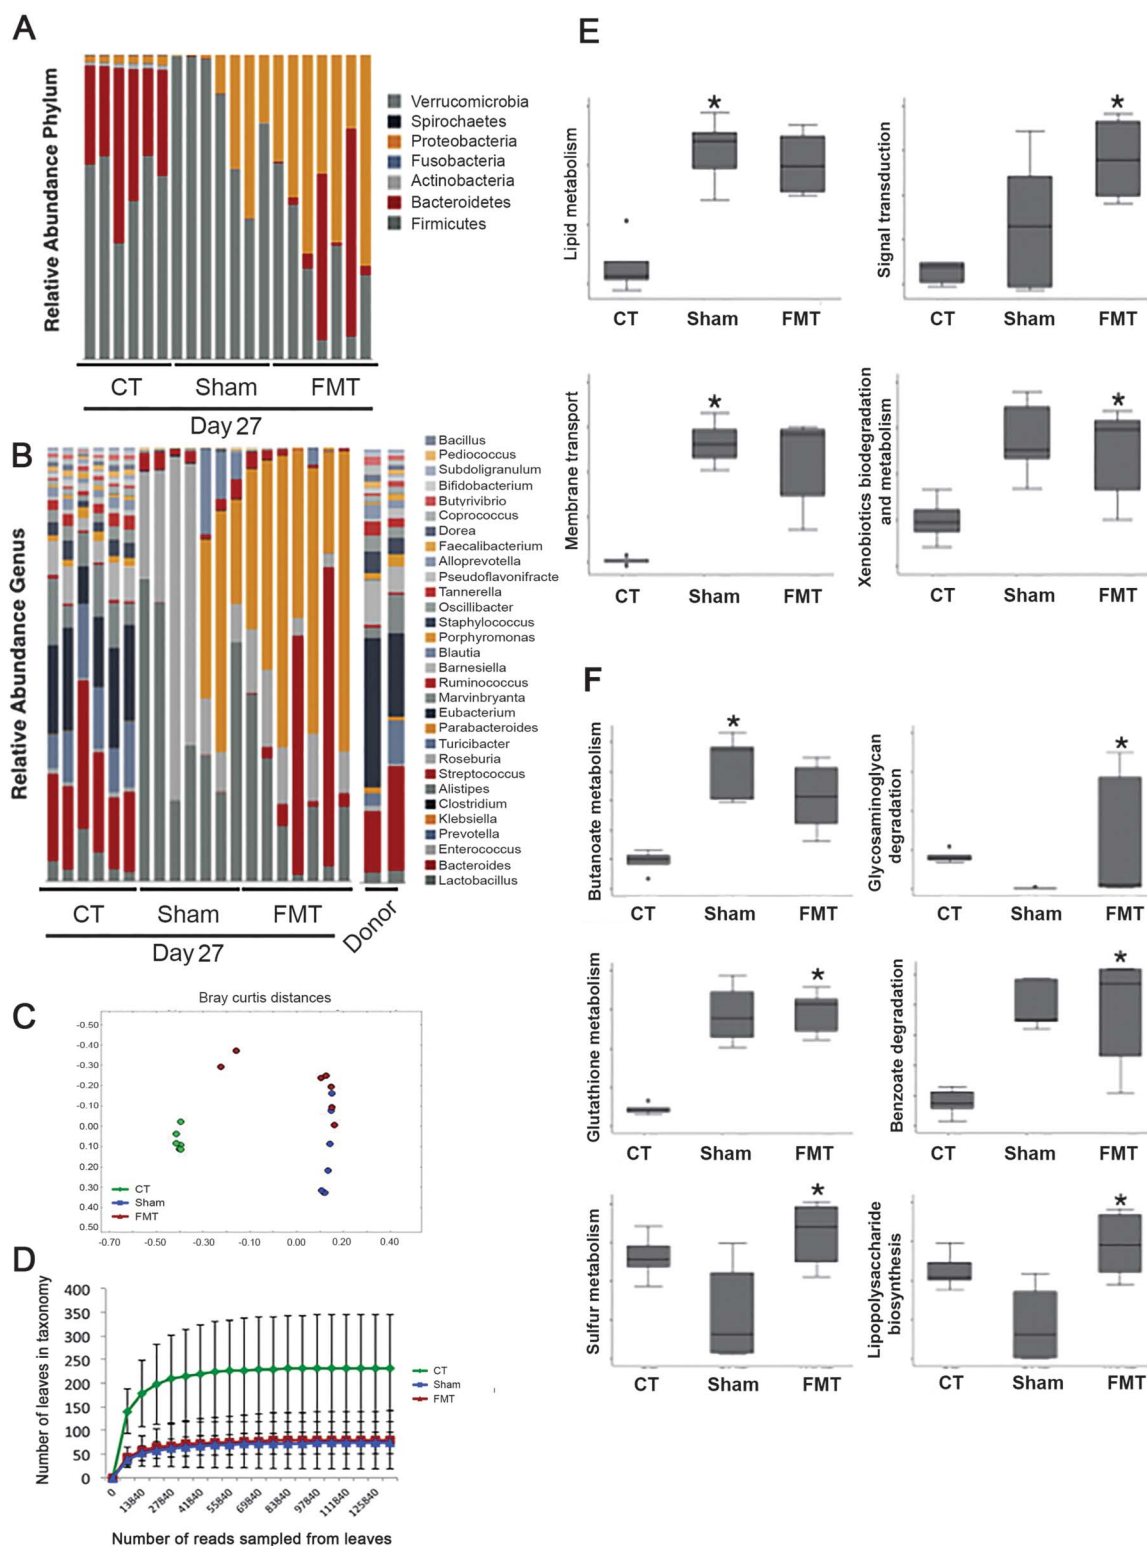 A
Relative Abundance Phylum
Verrucomicrobia
Spirochaetes
Proteobacteria
Fusobacteria
Actinobacteria
Bacteroidetes
Firmicutes
CT
Sham
FMT
Day 27
B
Relative Abundance Genus
Bacillus
Pediococcus
Subdoligranulum
Bifidobacterium
Butyrivibrio
Coprococcus
Dorea
Faecalibacterium
Alloprevotella
Pseudoflavonifracte
Tannerella
Oscillibacter
Staphylococcus
Porphyromonas
Blautia
Barnesiella
Ruminococcus
Marvinbryanta
Eubacterium
Parabacteroides
Turicibacter
Roseburia
Streptococcus
Alistipes
Clostridium
Klebsiella
Prevotella
Enterococcus
Bacteroides
Lactobacillus
CT
Sham
FMT
Donor
Day 27
C
Bray curtis distances
-0.50
-0.40
-0.30
-0.20
-0.10
0.00
0.10
0.20
0.30
0.40
0.50
CT
Sham
FMT
-0.70
-0.50
-0.30
0.00
0.20
0.40
D
Number of leaves in taxonomy
400
350
300
250
200
150
100
50
0
CT
Sham
FMT
0
13840
27840
41840
55840
69840
83840
97840
111840
125840
Number of reads sampled from leaves
E
Lipid metabolism
*
CT
Sham
FMT
Signal transduction
*
CT
Sham
FMT
Membrane transport
*
CT
Sham
FMT
Xenobiotics biodegradation
and metabolism
*
CT
Sham
FMT
F
Butanoate metabolism
*
CT
Sham
FMT
Glycosaminoglycan
degradation
*
CT
Sham
FMT
Glutathione metabolism
*
CT
Sham
FMT
Benzoate degradation
*
CT
Sham
FMT
Sulfur metabolism
*
CT
Sham
FMT
Lipopolysaccharide
biosynthesis
*
CT
Sham
FMT